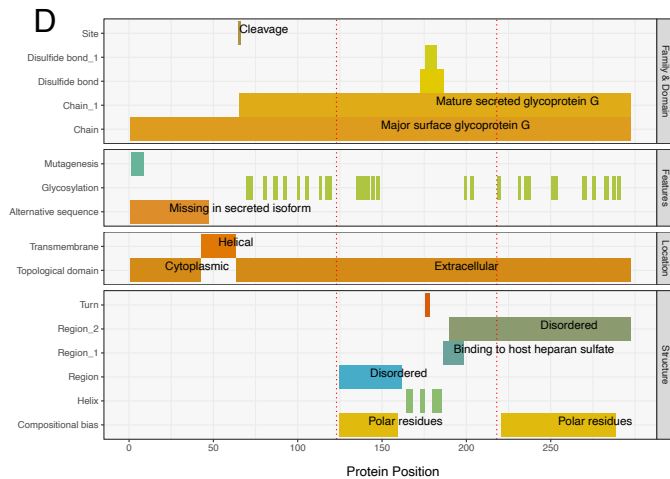 D
Site
Cleavage
Disulfide bond_1
Disulfide bond
Chain_1
Mature secreted glycoprotein G
Chain
Major surface glycoprotein G
Family & Domain
Mutagenesis
Glycosylation
Alternative sequence
Missing in secreted isoform
Features
Transmembrane
Helical
Topological domain
Cytoplasmic
Extracellular
Location
Turn
Region_2
Disordered
Region_1
Binding to host heparan sulfate
Region
Disordered
Helix
Compositional bias
Polar residues
Polar residues
Structure
0 50 100 150 200 250
Protein Position